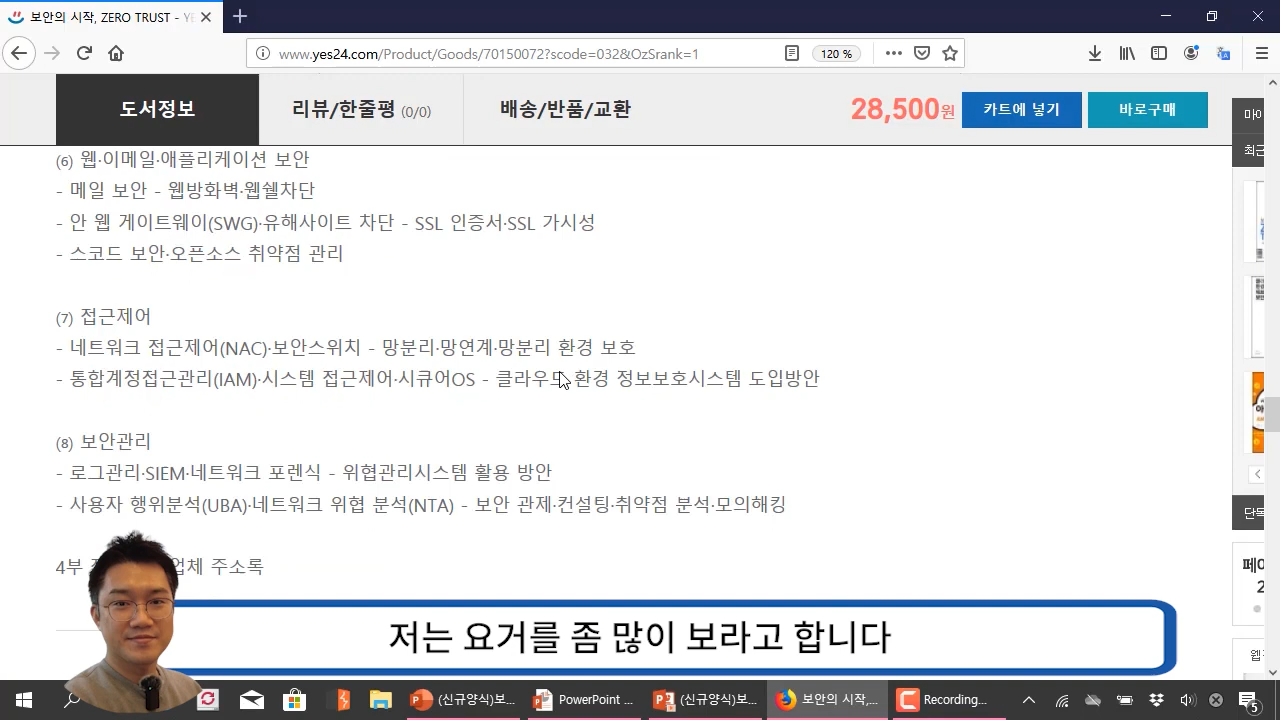 보안의 시작, ZERO TRUST - YE
www.yes24.com/Product/Goods/70150072?scode=032&OzSrank=1
120 %
도서정보
리뷰/한줄평 (0/0)
배송/반품/교환
28,500원
카트에 넣기
바로구매
마이
최근
(6) 웹·이메일·애플리케이션 보안
- 메일 보안 - 웹방화벽·웹쉘차단
- 안 웹 게이트웨이(SWG)·유해사이트 차단 - SSL 인증서·SSL 가시성
- 스코드 보안·오픈소스 취약점 관리
(7) 접근제어
- 네트워크 접근제어(NAC)·보안스위치 - 망분리·망연계·망분리 환경 보호
- 통합계정접근관리(IAM)·시스템 접근제어·시큐어OS - 클라우드 환경 정보보호시스템 도입방안
(8) 보안관리
- 로그관리·SIEM·네트워크 포렌식 - 위협관리시스템 활용 방안
- 사용자 행위분석(UBA)·네트워크 위협 분석(NTA) - 보안 관제·컨설팅·취약점 분석·모의해킹
단독
4부 업체 주소록
페이
2
웹
저는 요거를 좀 많이 보라고 합니다
(신규양식)보...
PowerPoint ...
(신규양식)보...
보안의 시작,...
Recording...
5